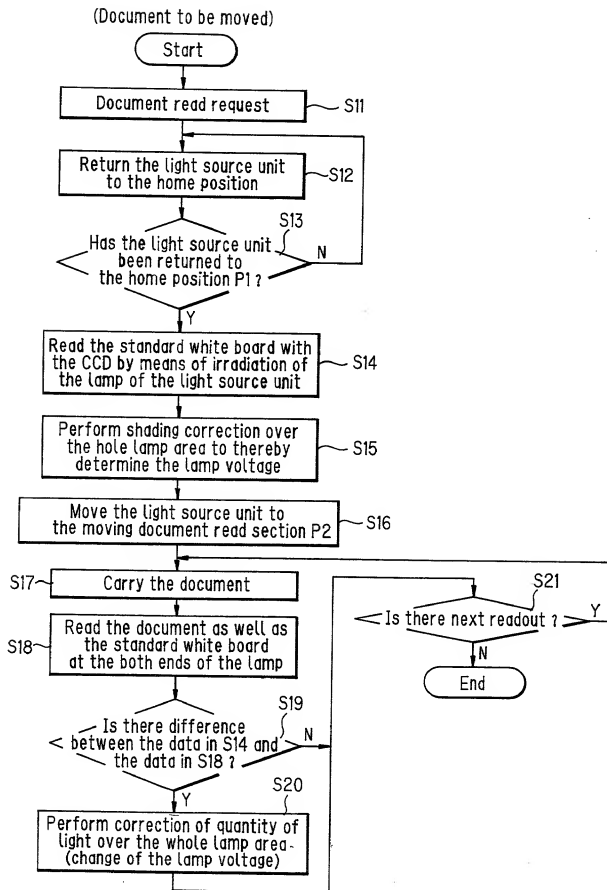 (Document to be moved)
Start
Document read request
S11
Return the light source unit
to the home position
S12
S13
Has the light source unit
been returned to
the home position P1 ?
N
Y
Read the standard white board with
the CCD by means of irradiation of
the lamp of the light source unit
S14
Perform shading correction over
the hole lamp area to thereby
determine the lamp voltage
S15
Move the light source unit to
the moving document read section P2
S16
S17
Carry the document
S18
Read the document as well as
the standard white board
at the both ends of the lamp
S19
Is there difference
between the data in S14 and
the data in S18 ?
N
Y
S20
Perform correction of quantity of
light over the whole lamp area-
(change of the lamp voltage)
S21
Is there next readout ?
Y
N
End